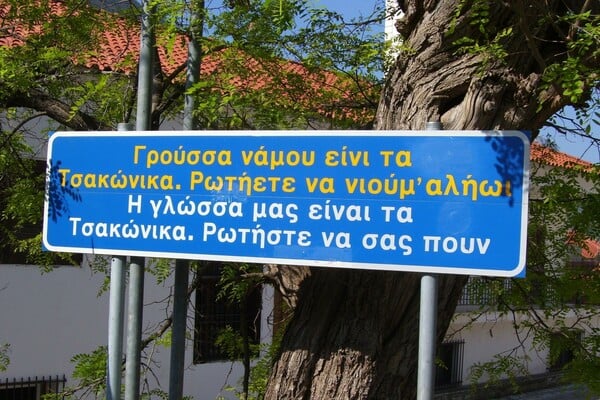 Γρούσσα νάμου είνι τα
Τσακώνικα. Ρωτήετε να νιούμ'αλήωι
Η γλώσσα μας είναι τα
Τσακώνικα. Ρωτήστε να σας πουν